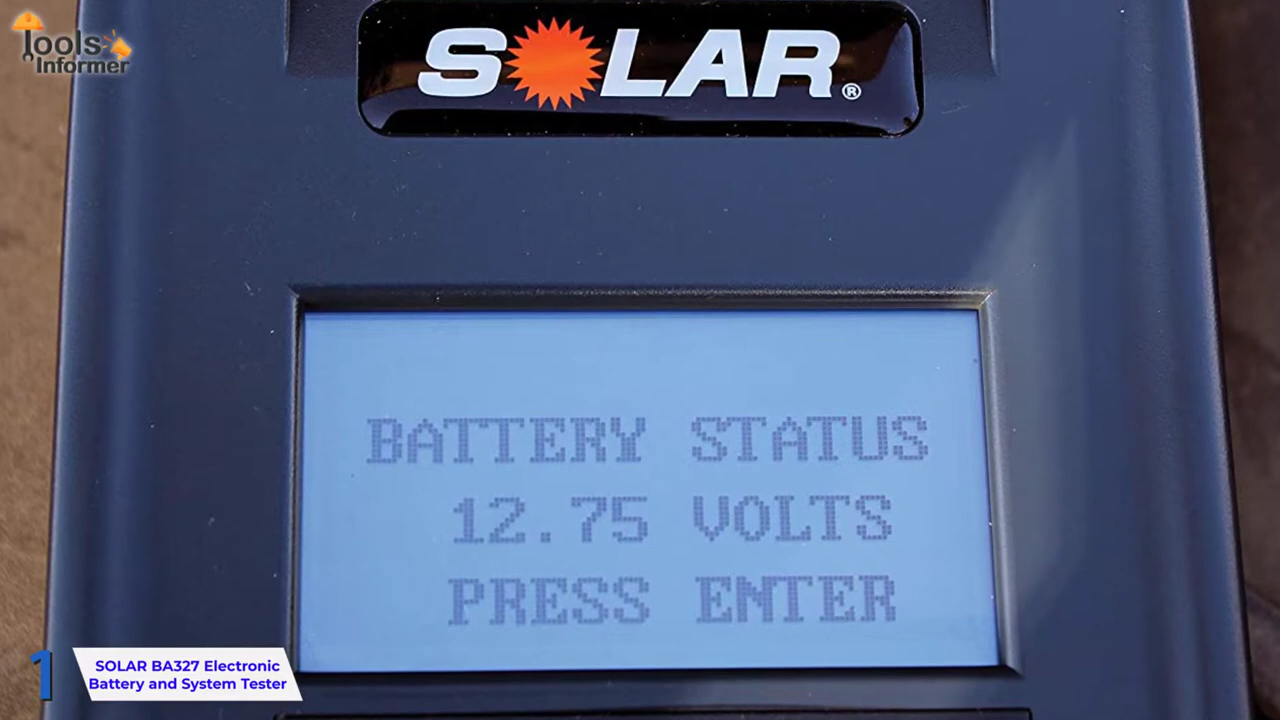 Tools
Informer
SOLAR®
BATTERY STATUS
12.75 VOLTS
PRESS ENTER
1
SOLAR BA327 Electronic
Battery and System Tester